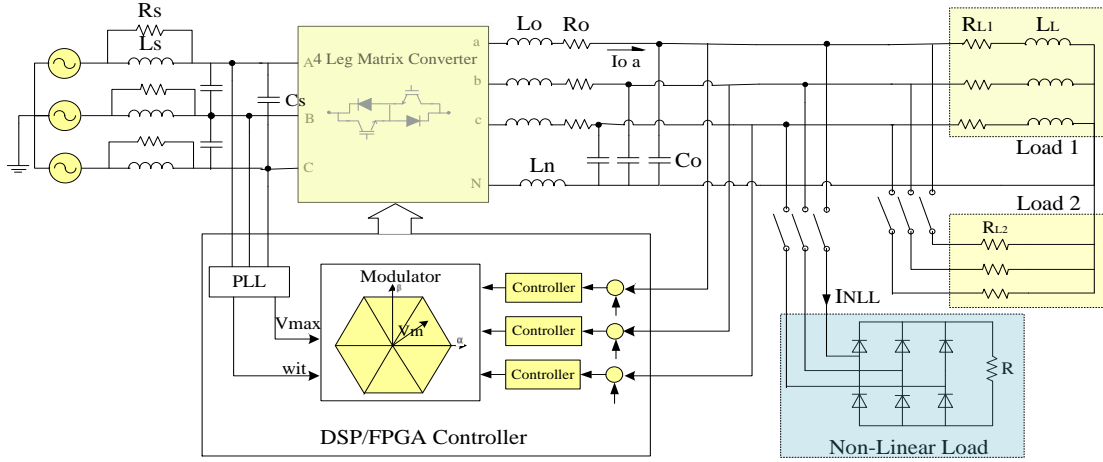 Rs
Ls
Cs
A
B
C
4 Leg Matrix Converter
a
b
c
N
Lo
Ro
Io a
Ln
Co
RL1
LL
Load 1
Load 2
RL2
PLL
Vmax
wit
Modulator
β
α
Vm
Controller
Controller
Controller
DSP/FPGA Controller
INLL
R
Non-Linear Load